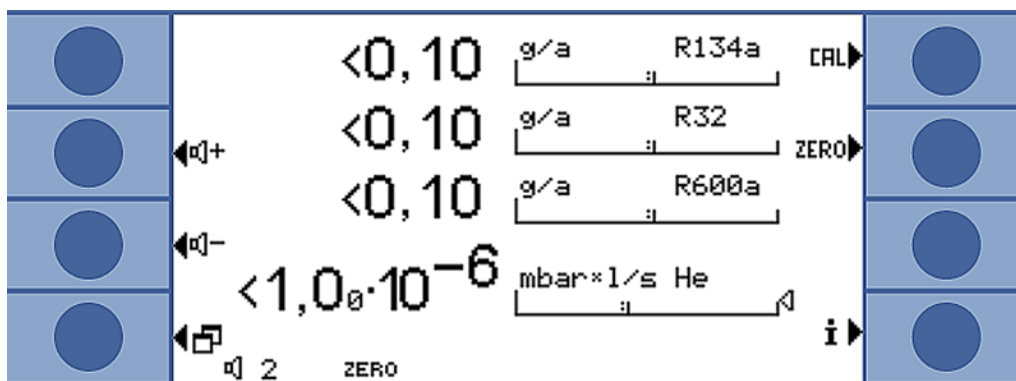 <0,10 g/a R134a CAL
<0,10 g/a R32
ZERO
+
<0,10 g/a R600a
-
<1,0₀·10⁻⁶ mbar×l/s He
i
2 ZERO